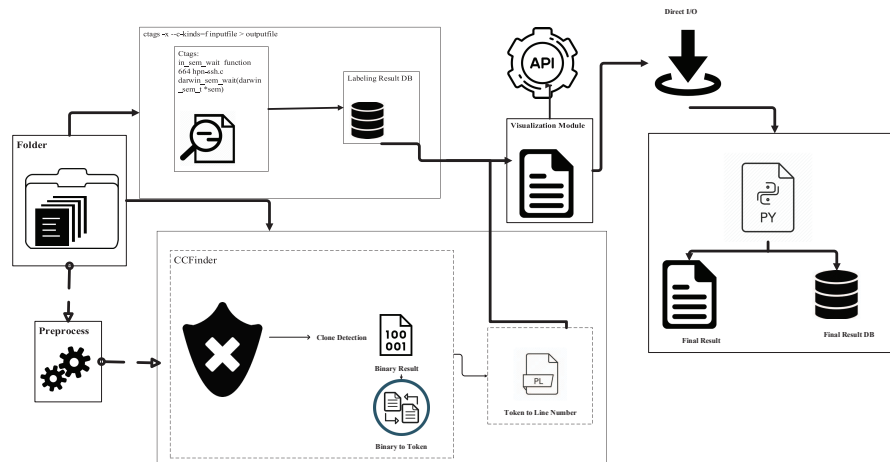 ctags -x --c-kinds=f inputfile > outputfile
Ctags:
in_sem_wait function
664 hpn-ssh.c
darwin_sem_wait(darwin
_sem_t *sem)
Labeling Result DB
API
Visualization Module
Direct I/O
Folder
PY
Final Result
Final Result DB
Preprocess
CCFinder
Clone Detection
100
001
Binary Result
Binary to Token
PL
Token to Line Number